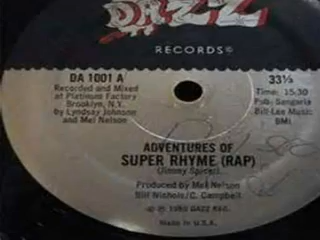 DAZZ
RECORDS©
DA 1001 A
Recorded and Mixed
at Platinum Factory
Brooklyn, N.Y.
by Lyndsay Johnson
and Mel Nelson
33⅓
Time: 15:30
Pub: Sangoria
Bill-Lee Music
BMI
ADVENTURES OF
SUPER RHYME (RAP)
(Jimmy Spicer)
Produced by Mel Nelson
Bill Nichols/C. Campbell
© ℗ 1980 DAZZ REC.
Made in U.S.A.